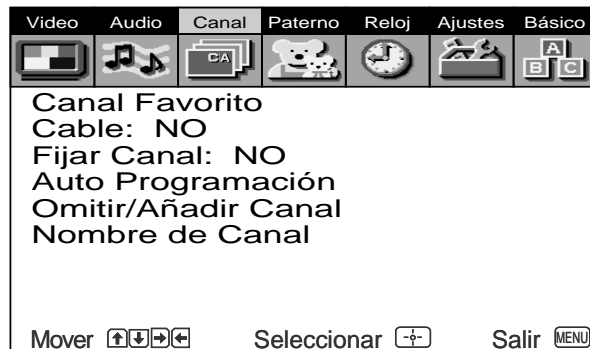 Video Audio Canal Paterno Reloj Ajustes Básico
CA A B C
Canal Favorito
Cable: NO
Fijar Canal: NO
Auto Programación
Omitir/Añadir Canal
Nombre de Canal
Mover Seleccionar Salir MENU